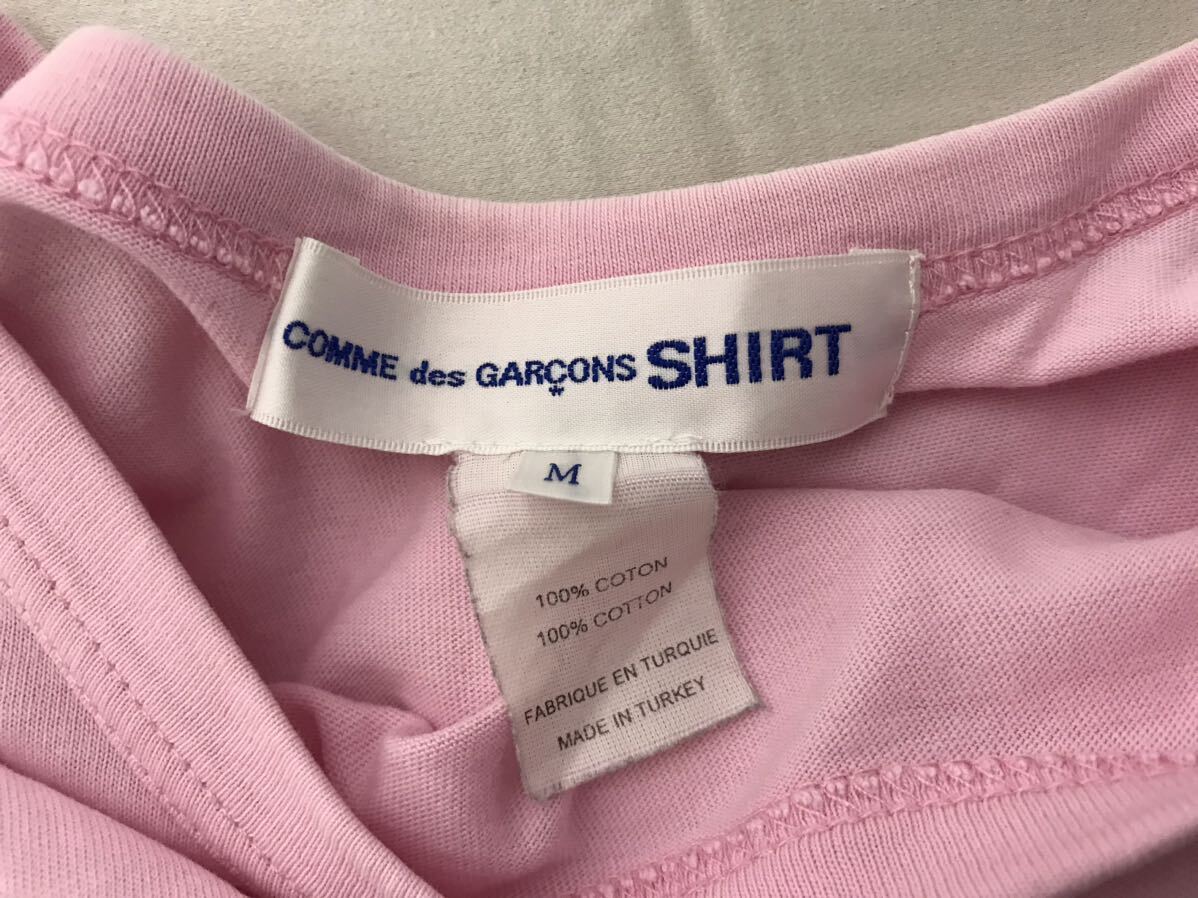 COMME des GARÇONS SHIRT
M
100% COTON
100% COTTON
FABRIQUE EN TURQUIE
MADE IN TURKEY